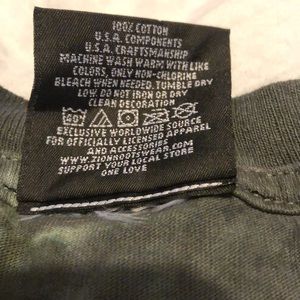 100% COTTON
U.S.A. COMPONENTS
U.S.A. CRAFTSMANSHIP
MACHINE WASH WARM WITH LIKE
COLORS, ONLY NON-CHLORINE
BLEACH WHEN NEEDED. TUMBLE DRY
LOW. DO NOT IRON OR DRY
CLEAN DECORATION
EXCLUSIVE WORLDWIDE SOURCE
FOR OFFICIALLY LICENSED APPAREL
AND ACCESSORIES
WWW.ZIONROOTSWEAR.COM
SUPPORT YOUR LOCAL STORE
ONE LOVE